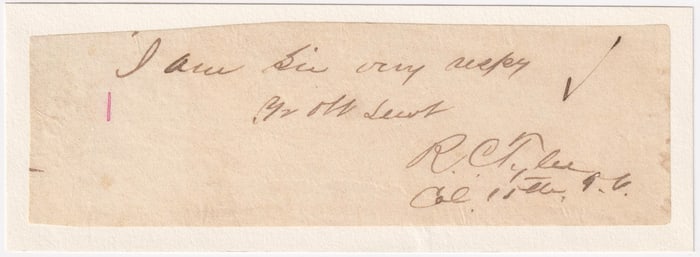 I am Sir very respy
Yr obt Servt
R. C. Tyler
Col. 15th. T. V.